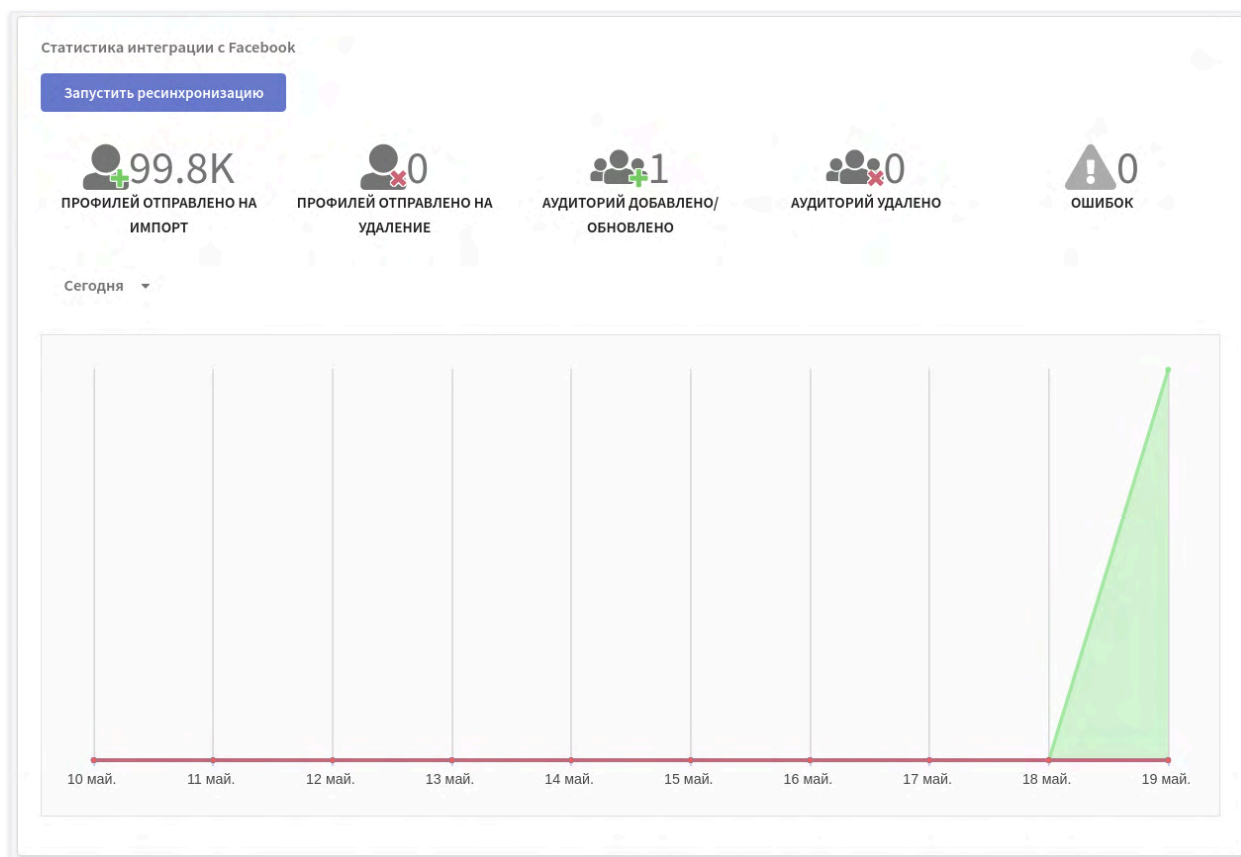 Статистика интеграции с Facebook
Запустить ресинхронизацию
99.8K
ПРОФИЛЕЙ ОТПРАВЛЕНО НА
ИМПОРТ
0
ПРОФИЛЕЙ ОТПРАВЛЕНО НА
УДАЛЕНИЕ
1
АУДИТОРИЙ ДОБАВЛЕНО/
ОБНОВЛЕНО
0
АУДИТОРИЙ УДАЛЕНО
0
ОШИБОК
Сегодня
10 май. 11 май. 12 май. 13 май. 14 май. 15 май. 16 май. 17 май. 18 май. 19 май.